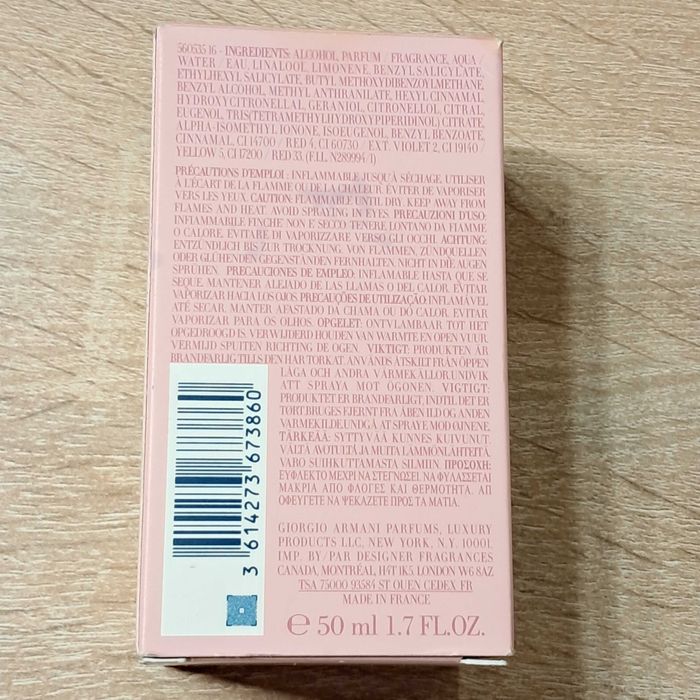 560535 16 - INGREDIENTS: ALCOHOL, PARFUM / FRAGRANCE, AQUA /
WATER / EAU, LINALOOL, LIMONENE, BENZYL SALICYLATE,
ETHYLHEXYL SALICYLATE, BUTYL METHOXYDIBENZOYLMETHANE,
BENZYL ALCOHOL, METHYL ANTHRANILATE, HEXYL CINNAMAL,
HYDROXYCITRONELLAL, GERANIOL, CITRONELLOL, CITRAL,
EUGENOL, TRIS(TETRAMETHYLHYDROXYPIPERIDINOL) CITRATE,
ALPHA-ISOMETHYL IONONE, ISOEUGENOL, BENZYL BENZOATE,
CINNAMAL, CI 14700 / RED 4, CI 60730 / EXT. VIOLET 2, CI 19140 /
YELLOW 5, CI 17200 / RED 33. (F.I.L. N289994/1)
PRÉCAUTIONS D'EMPLOI : INFLAMMABLE JUSQU'À SÉCHAGE. UTILISER
À L'ÉCART DE LA FLAMME OU DE LA CHALEUR. ÉVITER DE VAPORISER
VERS LES YEUX. CAUTION: FLAMMABLE UNTIL DRY. KEEP AWAY FROM
FLAMES AND HEAT. AVOID SPRAYING IN EYES. PRECAUZIONI D'USO:
INFIAMMABILE FINCHE NON E' SECCO TENERE LONTANO DA FIAMME
O CALORE. EVITARE DI VAPORIZZARE VERSO GLI OCCHI. ACHTUNG:
ENTZÜNDLICH BIS ZUR TROCKNUNG. VON FLAMMEN, ZUNDQUELLEN
ODER GLÜHENDEN GEGENSTÄNDEN FERNHALTEN. NICHT IN DIE AUGEN
SPRUHEN. PRECAUCIONES DE EMPLEO: INFLAMABLE HASTA QUE SE
SEQUE. MANTENER ALEJADO DE LAS LLAMAS O DEL CALOR. EVITAR
VAPORIZAR HACIA LOS OJOS. PRECAUÇÕES DE UTILIZAÇÃO: INFLAMÁVEL
ATÉ SECAR. MANTER AFASTADO DA CHAMA OU DO CALOR. EVITAR
VAPORIZAR PARA OS OLHOS. OPGELET: ONTVLAMBAAR TOT HET
OPGEDROOGD IS. VERWIJDERD HOUDEN VAN WARMTE EN OPEN VUUR.
VERMIJD SPUITEN RICHTING DE OGEN. VIKTIGT: PRODUKTEN ÄR
BRANDFARLIG TILLS DEN HAR TORKAT. ANVÄNDS ÅTSKILT FRÅN ÖPPEN
LÅGA OCH ANDRA VÄRMEKÄLLOR. UNDVIK
ATT SPRAYA MOT ÖGONEN. VIGTIGT:
PRODUKTET ER BRANDFARLIGT, INDTIL DET ER
TØRT BRUGES FJERNT FRA ÅBEN ILD OG ANDEN
VARMEKILDE. UNDGÅ AT SPRAYE MOD ØJNENE.
TÄRKEÄÄ: SYTTYVÄÄ KUNNES KUIVUNUT.
VÄLTÄ AVOTULTA JA MUITA LÄMMONLÄHTEITÄ.
VARO SUIHKUTTAMASTA SILMIIN. ΠΡΟΣΟΧΗ:
ΕΥΦΛΕΚΤΟ ΜΕΧΡΙ ΝΑ ΣΤΕΓΝΩΣΕΙ ΝΑ ΦΥΛΑΣΣΕΤΑΙ
ΜΑΚΡΙΑ ΑΠΟ ΦΛΟΓΕΣ ΚΑΙ ΘΕΡΜΟΤΗΤΑ. ΑΠ
ΟΦΕΥΓΕΤΕ ΝΑ ΨΕΚΑΖΕΤΕ ΠΡΟΣ ΤΑ ΜΑΤΙΑ.
3 614273 673860
GIORGIO ARMANI PARFUMS, LUXURY
PRODUCTS LLC, NEW YORK, N.Y. 10001.
IMP. BY / PAR DESIGNER FRAGRANCES
CANADA, MONTRÉAL, H4T 1K5. LONDON W6 8AZ
TSA 75000 93584 ST OUEN CEDEX. FR
MADE IN FRANCE
℮ 50 ml 1.7 FL.OZ.